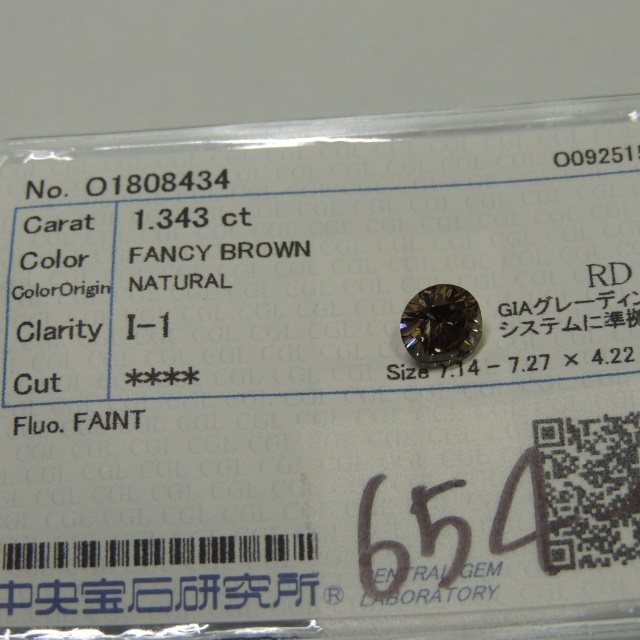 No. O1808434 O092515
Carat 1.343 ct
Color FANCY BROWN
ColorOrigin NATURAL
RD
Clarity I-1
GIAグレーディン
システムに準拠
Cut ****
Size 7.14 - 7.27 × 4.22
Fluo. FAINT
654
中央宝石研究所® CENTRAL GEM
LABORATORY